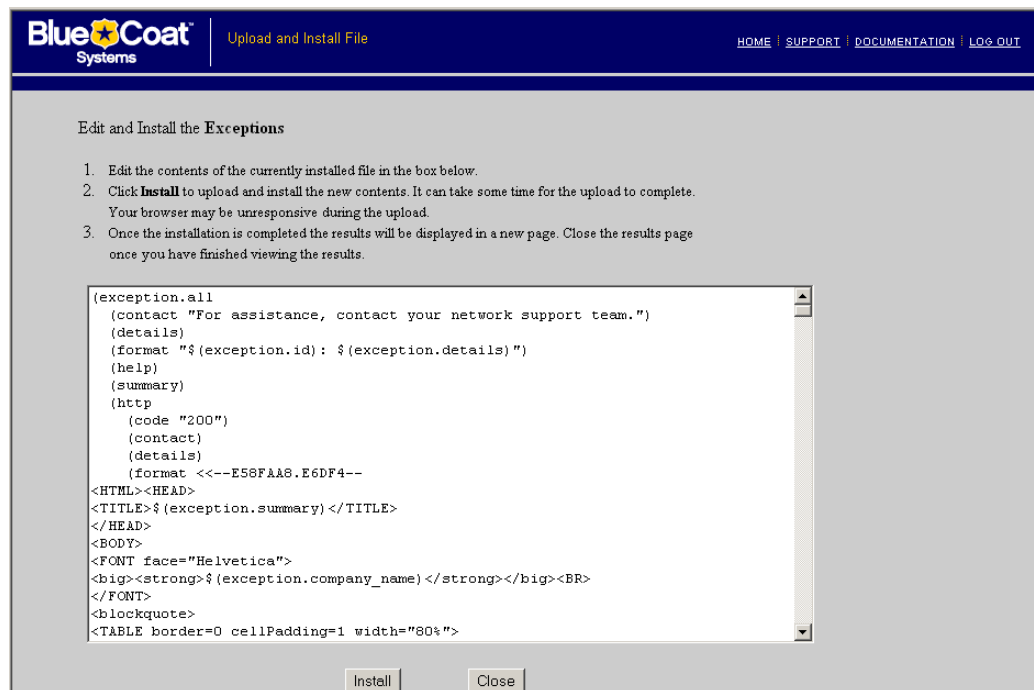 Blue Coat™
Systems
Upload and Install File
HOME | SUPPORT | DOCUMENTATION | LOG OUT
Edit and Install the Exceptions
1. Edit the contents of the currently installed file in the box below.
2. Click Install to upload and install the new contents. It can take some time for the upload to complete.
Your browser may be unresponsive during the upload.
3. Once the installation is completed the results will be displayed in a new page. Close the results page
once you have finished viewing the results.
(exception.all
  (contact "For assistance, contact your network support team.")
  (details)
  (format "$(exception.id): $(exception.details)")
  (help)
  (summary)
  (http
    (code "200")
    (contact)
    (details)
    (format <<--E58FAA8.E6DF4--
<HTML><HEAD>
<TITLE>$(exception.summary)</TITLE>
</HEAD>
<BODY>
<FONT face="Helvetica">
<big><strong>$(exception.company_name)</strong></big><BR>
</FONT>
<blockquote>
<TABLE border=0 cellPadding=1 width="80%">
Install
Close